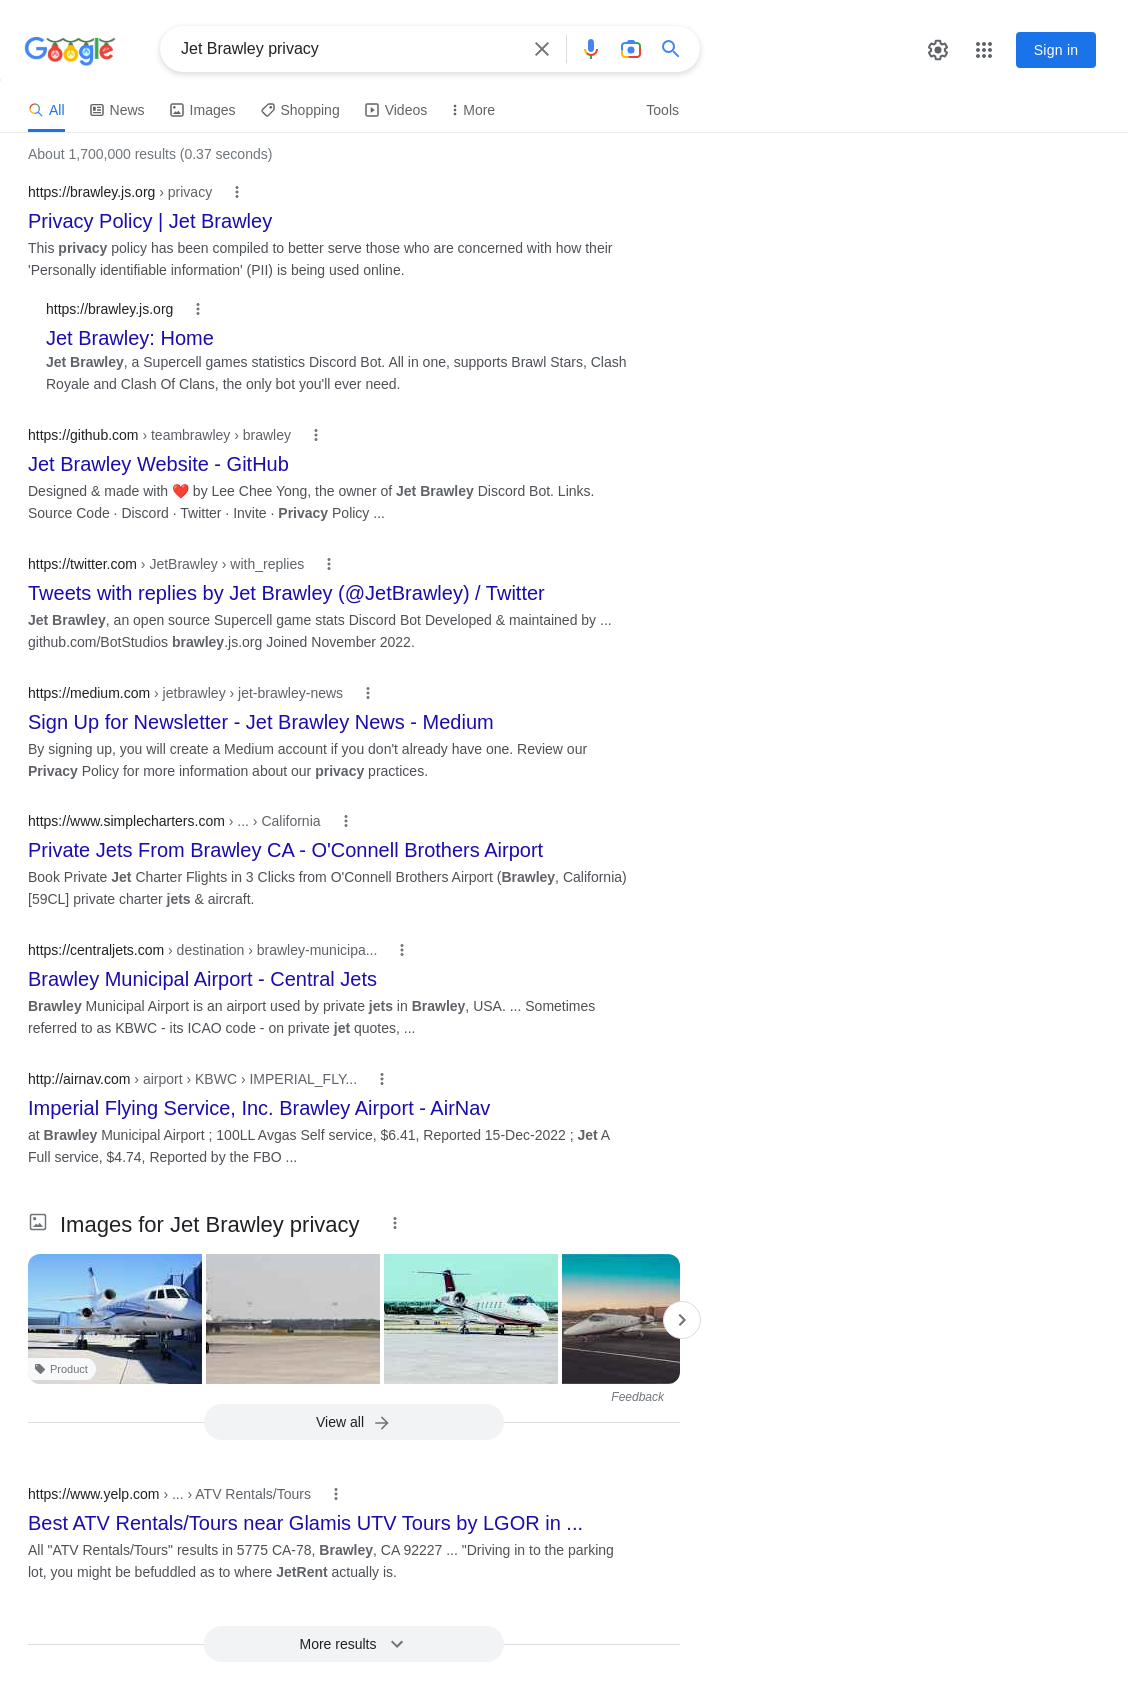 Google
Jet Brawley privacy
Sign in
All
News
Images
Shopping
Videos
More
Tools
About 1,700,000 results (0.37 seconds)
https://brawley.js.org › privacy
Privacy Policy | Jet Brawley
This privacy policy has been compiled to better serve those who are concerned with how their
'Personally identifiable information' (PII) is being used online.
https://brawley.js.org
Jet Brawley: Home
Jet Brawley, a Supercell games statistics Discord Bot. All in one, supports Brawl Stars, Clash
Royale and Clash Of Clans, the only bot you'll ever need.
https://github.com › teambrawley › brawley
Jet Brawley Website - GitHub
Designed & made with ❤️ by Lee Chee Yong, the owner of Jet Brawley Discord Bot. Links.
Source Code · Discord · Twitter · Invite · Privacy Policy ...
https://twitter.com › JetBrawley › with_replies
Tweets with replies by Jet Brawley (@JetBrawley) / Twitter
Jet Brawley, an open source Supercell game stats Discord Bot Developed & maintained by ...
github.com/BotStudios brawley.js.org Joined November 2022.
https://medium.com › jetbrawley › jet-brawley-news
Sign Up for Newsletter - Jet Brawley News - Medium
By signing up, you will create a Medium account if you don't already have one. Review our
Privacy Policy for more information about our privacy practices.
https://www.simplecharters.com › ... › California
Private Jets From Brawley CA - O'Connell Brothers Airport
Book Private Jet Charter Flights in 3 Clicks from O'Connell Brothers Airport (Brawley, California)
[59CL] private charter jets & aircraft.
https://centraljets.com › destination › brawley-municipa...
Brawley Municipal Airport - Central Jets
Brawley Municipal Airport is an airport used by private jets in Brawley, USA. ... Sometimes
referred to as KBWC - its ICAO code - on private jet quotes, ...
http://airnav.com › airport › KBWC › IMPERIAL_FLY...
Imperial Flying Service, Inc. Brawley Airport - AirNav
at Brawley Municipal Airport ; 100LL Avgas Self service, $6.41, Reported 15-Dec-2022 ; Jet A
Full service, $4.74, Reported by the FBO ...
Images for Jet Brawley privacy
Product
Feedback
View all
https://www.yelp.com › ... › ATV Rentals/Tours
Best ATV Rentals/Tours near Glamis UTV Tours by LGOR in ...
All "ATV Rentals/Tours" results in 5775 CA-78, Brawley, CA 92227 ... "Driving in to the parking
lot, you might be befuddled as to where JetRent actually is.
More results